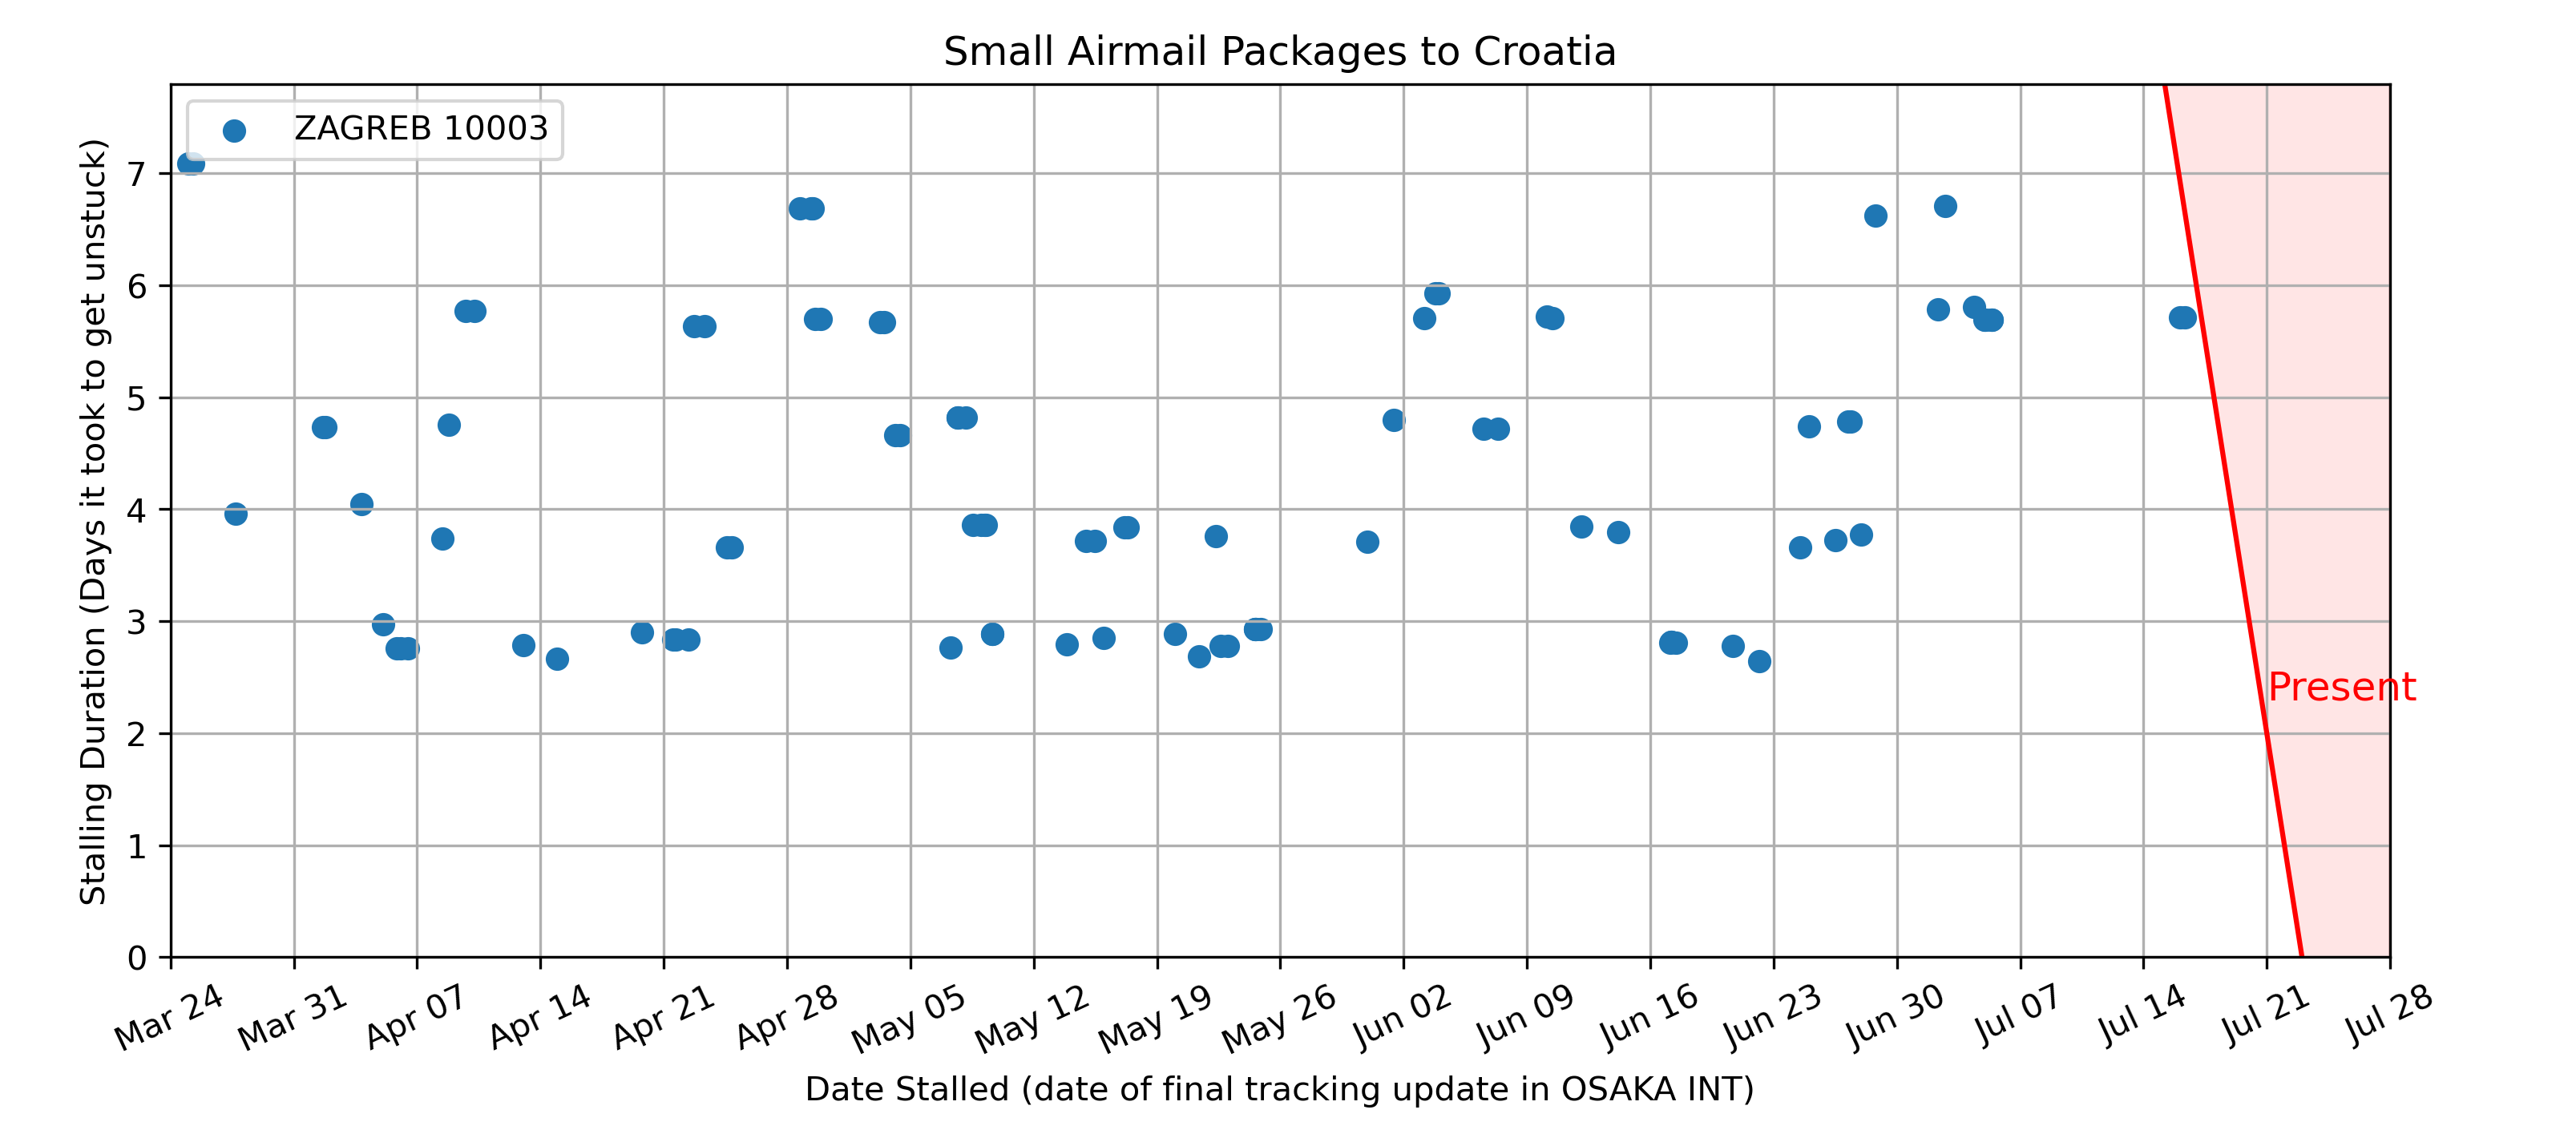 Small Airmail Packages to Croatia
ZAGREB 10003
Stalling Duration (Days it took to get unstuck)
7
6
5
4
3
2
1
0
Present
Mar 24
Mar 31
Apr 07
Apr 14
Apr 21
Apr 28
May 05
May 12
May 19
May 26
Jun 02
Jun 09
Jun 16
Jun 23
Jun 30
Jul 07
Jul 14
Jul 21
Jul 28
Date Stalled (date of final tracking update in OSAKA INT)